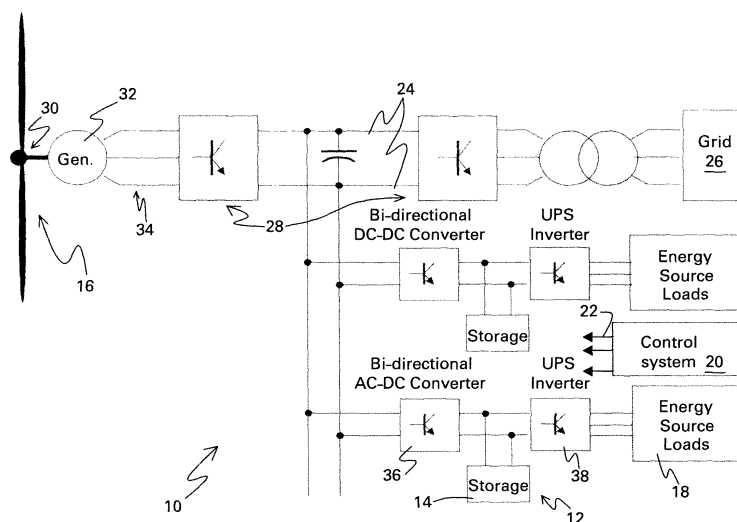 30
32
24
Gen.
Grid
26
34
28
16
Bi-directional
DC-DC Converter
UPS
Inverter
Energy
Source
Loads
Storage
22
Control
system 20
Bi-directional
AC-DC Converter
UPS
Inverter
Energy
Source
Loads
36
Storage
38
14
18
10
12